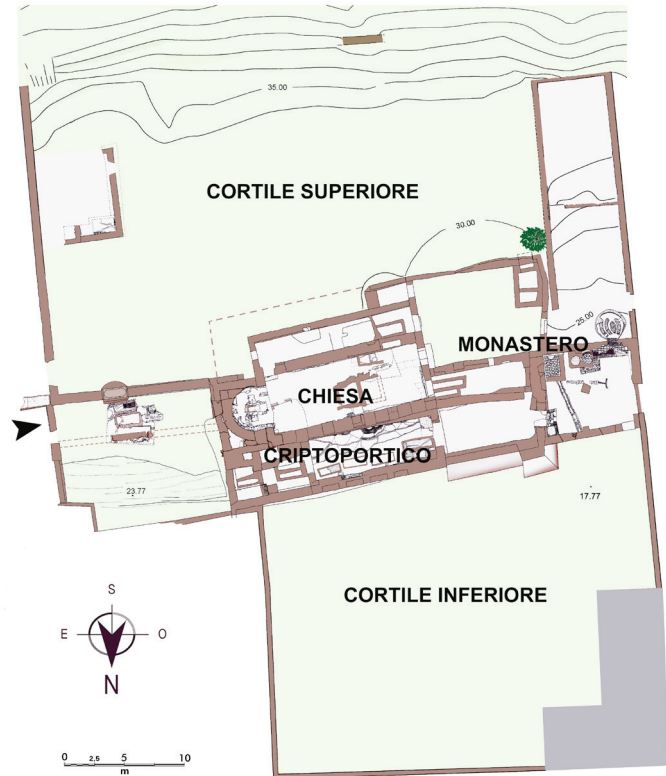 35.00
CORTILE SUPERIORE
30.00
25.00
MONASTERO
CHIESA
CRIPTOPORTICO
23.77
17.77
CORTILE INFERIORE
S
E O
N
0 2,5 5 10
m